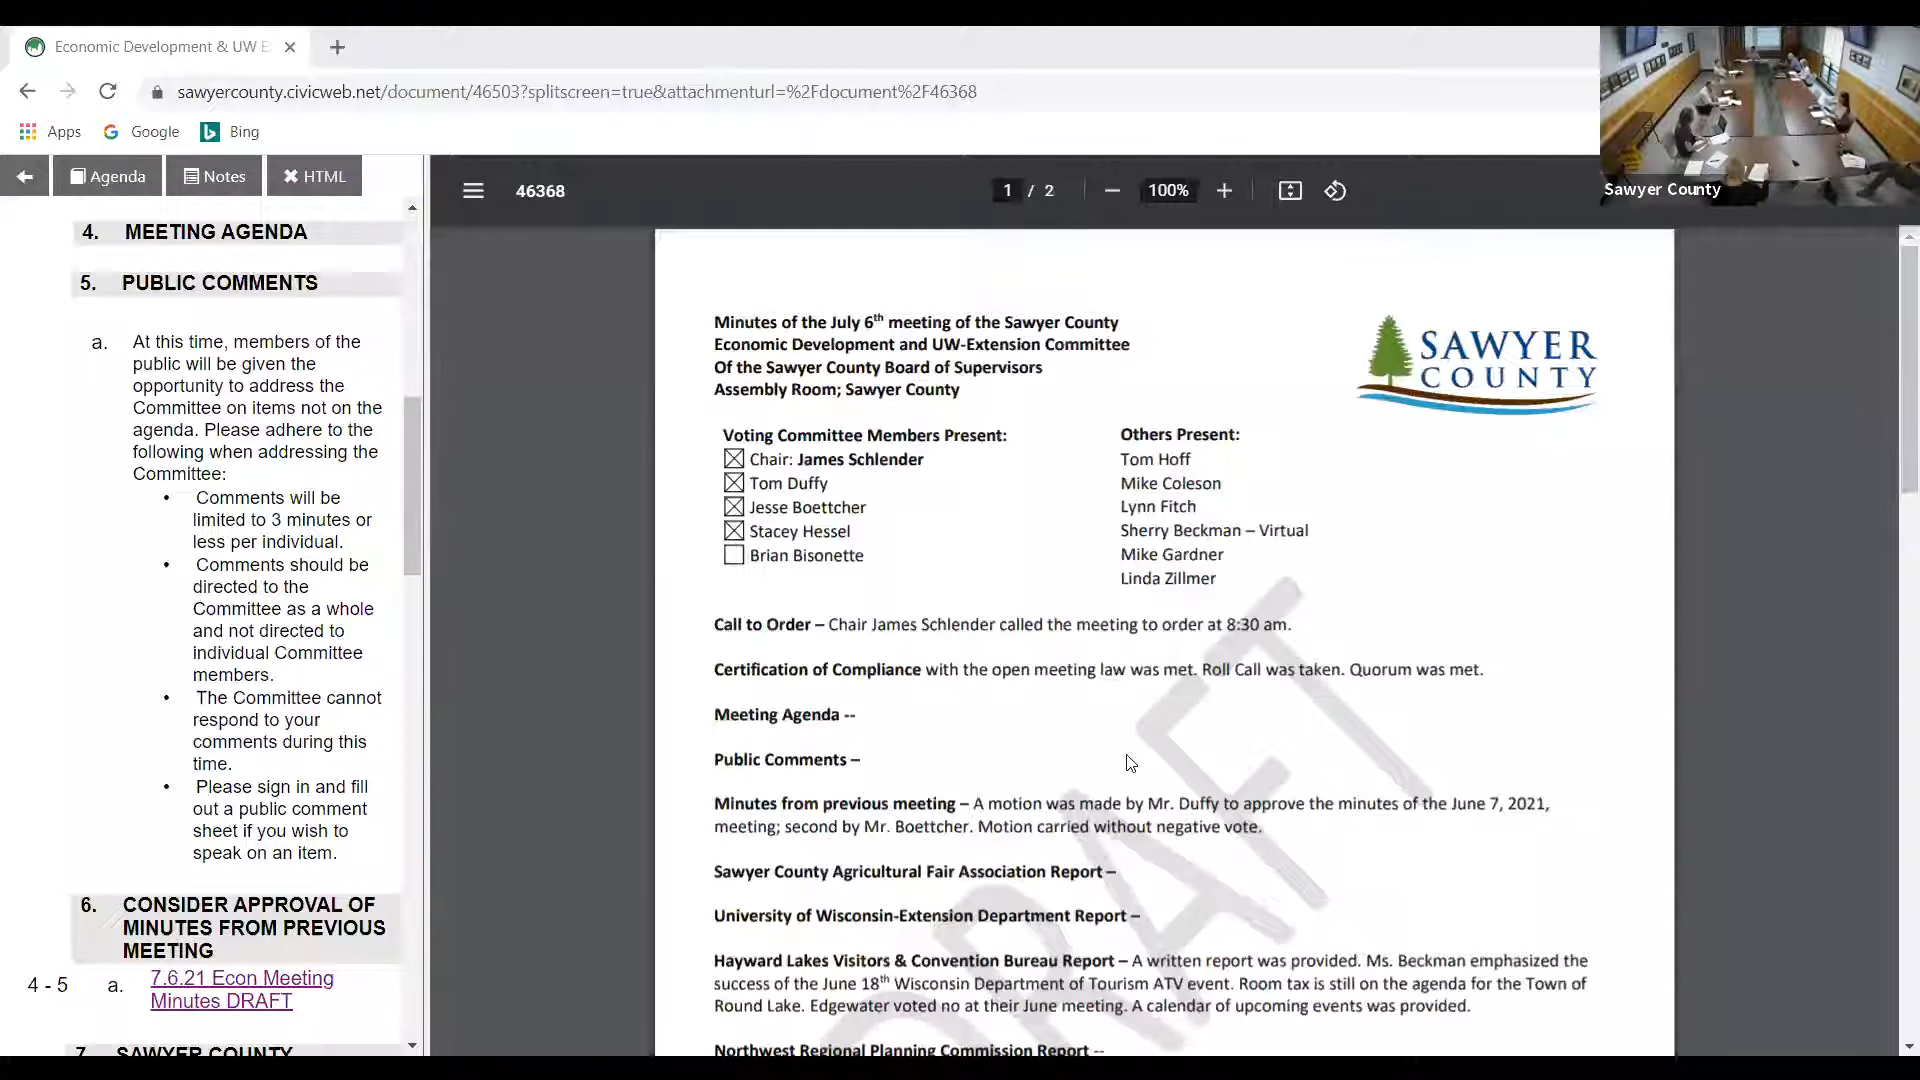 Economic Development & UW E
sawyercounty.civicweb.net/document/46503?splitscreen=true&attachmenturl=%2Fdocument%2F46368
Apps Google Bing
Sawyer County
Agenda Notes HTML
46368 1 / 2 100%
4. MEETING AGENDA
5. PUBLIC COMMENTS
a. At this time, members of the
public will be given the
opportunity to address the
Committee on items not on the
agenda. Please adhere to the
following when addressing the
Committee:
• Comments will be
limited to 3 minutes or
less per individual.
• Comments should be
directed to the
Committee as a whole
and not directed to
individual Committee
members.
• The Committee cannot
respond to your
comments during this
time.
• Please sign in and fill
out a public comment
sheet if you wish to
speak on an item.
6. CONSIDER APPROVAL OF
MINUTES FROM PREVIOUS
MEETING
4 - 5 a. 7.6.21 Econ Meeting
Minutes DRAFT
7. SAWYER COUNTY
Minutes of the July 6th meeting of the Sawyer County
Economic Development and UW-Extension Committee
Of the Sawyer County Board of Supervisors
Assembly Room; Sawyer County
SAWYER
COUNTY
Voting Committee Members Present:
Chair: James Schlender
Tom Duffy
Jesse Boettcher
Stacey Hessel
Brian Bisonette
Others Present:
Tom Hoff
Mike Coleson
Lynn Fitch
Sherry Beckman – Virtual
Mike Gardner
Linda Zillmer
Call to Order – Chair James Schlender called the meeting to order at 8:30 am.
Certification of Compliance with the open meeting law was met. Roll Call was taken. Quorum was met.
Meeting Agenda --
Public Comments –
Minutes from previous meeting – A motion was made by Mr. Duffy to approve the minutes of the June 7, 2021,
meeting; second by Mr. Boettcher. Motion carried without negative vote.
Sawyer County Agricultural Fair Association Report –
University of Wisconsin-Extension Department Report –
Hayward Lakes Visitors & Convention Bureau Report – A written report was provided. Ms. Beckman emphasized the
success of the June 18th Wisconsin Department of Tourism ATV event. Room tax is still on the agenda for the Town of
Round Lake. Edgewater voted no at their June meeting. A calendar of upcoming events was provided.
Northwest Regional Planning Commission Report --
DRAFT